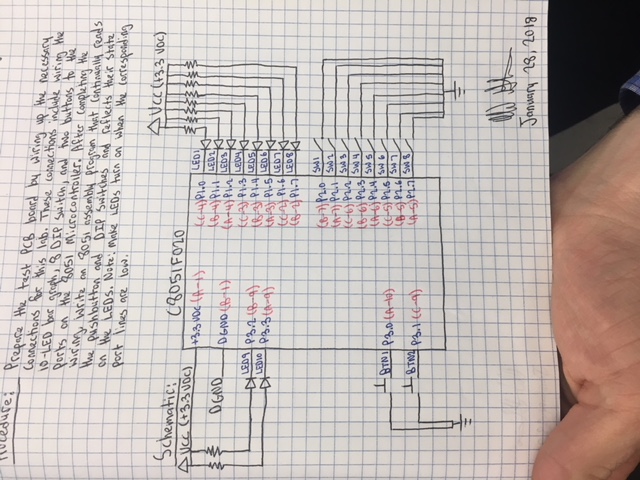 Procedure: Prepare the test PCB board by wiring up the necessary
connections for this lab. These connections include wiring the
10-LED bar graph, 8 DIP switch, and two buttons to the
ports on the 8051 Microcontroller. After completing the
wiring write an 8051 assembly program that continually reads
the pushbutton and DIP switches and reflects their state
on the LEDs. Note: make LEDs turn on when the corresponding
port lines are low.
Schematic:
VCC (+3.3 VDC)
C8051F020
VCC (+3.3 VDC)
+3.3VDC (A-1)
DGND
DGND (B-1)
LED9 P3.2 (B-9)
LED10 P3.3 (A-9)
BTN1 P3.0 (A-10)
BTN2 P3.1 (C-9)
(C-4) P1.0 LED1
(B-4) P1.1 LED2
(A-4) P1.2 LED3
(C-3) P1.3 LED4
(B-3) P1.4 LED5
(A-3) P1.5 LED6
(C-2) P1.6 LED7
(B-2) P1.7 LED8
(B-7) P2.0 SW1
(A-7) P2.1 SW2
(C-6) P2.2 SW3
(B-6) P2.3 SW4
(A-6) P2.4 SW5
(C-5) P2.5 SW6
(B-5) P2.6 SW7
(A-5) P2.7 SW8
January 28, 2018